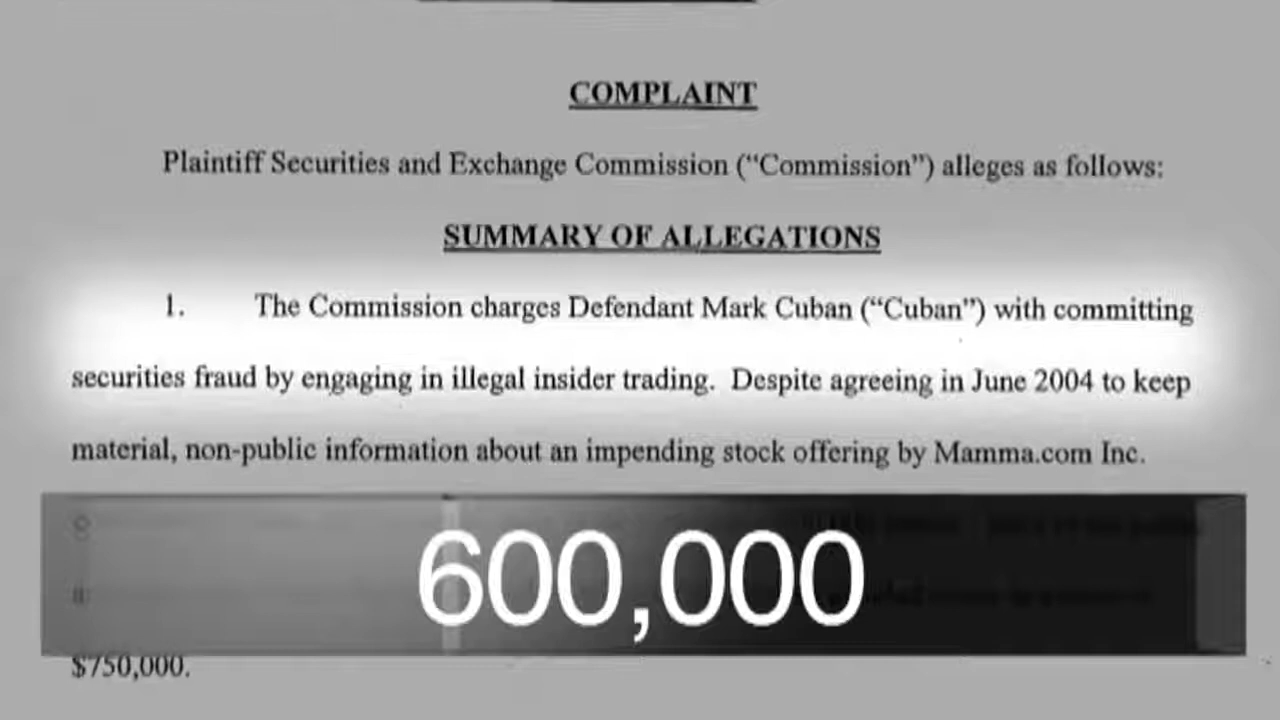 COMPLAINT
Plaintiff Securities and Exchange Commission (“Commission”) alleges as follows:
SUMMARY OF ALLEGATIONS
1. The Commission charges Defendant Mark Cuban (“Cuban”) with committing
securities fraud by engaging in illegal insider trading. Despite agreeing in June 2004 to keep
material, non-public information about an impending stock offering by Mamma.com Inc.
600,000
$750,000.